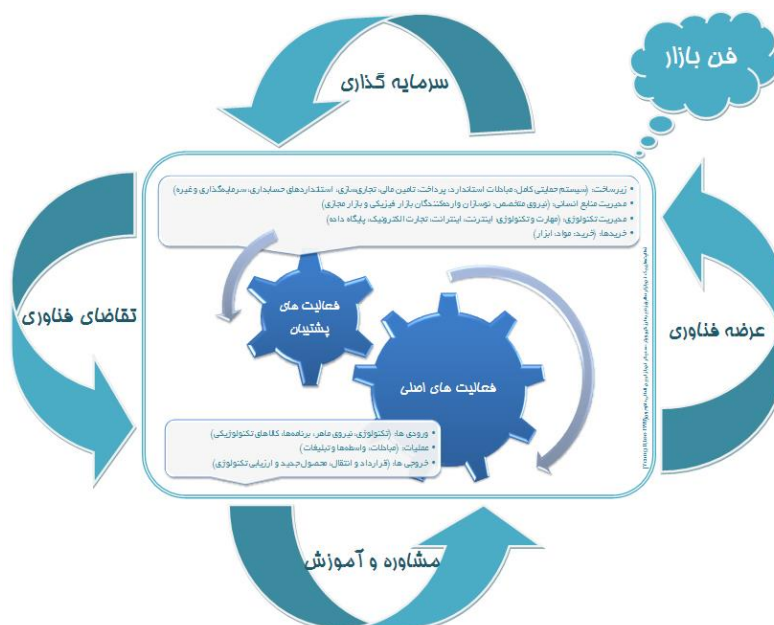 فن بازار
سرمایه گذاری
• زیرساخت: (سیستم حمایتی کامل، مبادلات استاندارد، پرداخت، تامین مالی، تجاری‌سازی، استانداردهای حسابداری، سرمایه‌گذاری و غیره)
• مدیریت منابع انسانی: (نیروی متخصص، نوسازان واردکنندگان بازار فیزیکی و بازار مجازی)
• مدیریت تکنولوژی: (مهارت و تکنولوژی، اینترنت، اینترانت، تجارت الکترونیک، پایگاه داده)
• خریدها: (خرید: مواد، ابزار)
فعالیت های
پشتیبان
تقاضای فناوری
عرضه فناوری
فعالیت های اصلی
• ورودی ها: (تکنولوژی، نیروی ماهر، برنامه‌ها، کالاهای تکنولوژیکی)
• عملیات: (مبادلات، واسطه‌ها و تبلیغات)
• خروجی ها: (قرارداد و انتقال، محصول جدید و ارزیابی تکنولوژی)
مشاوره و آموزش